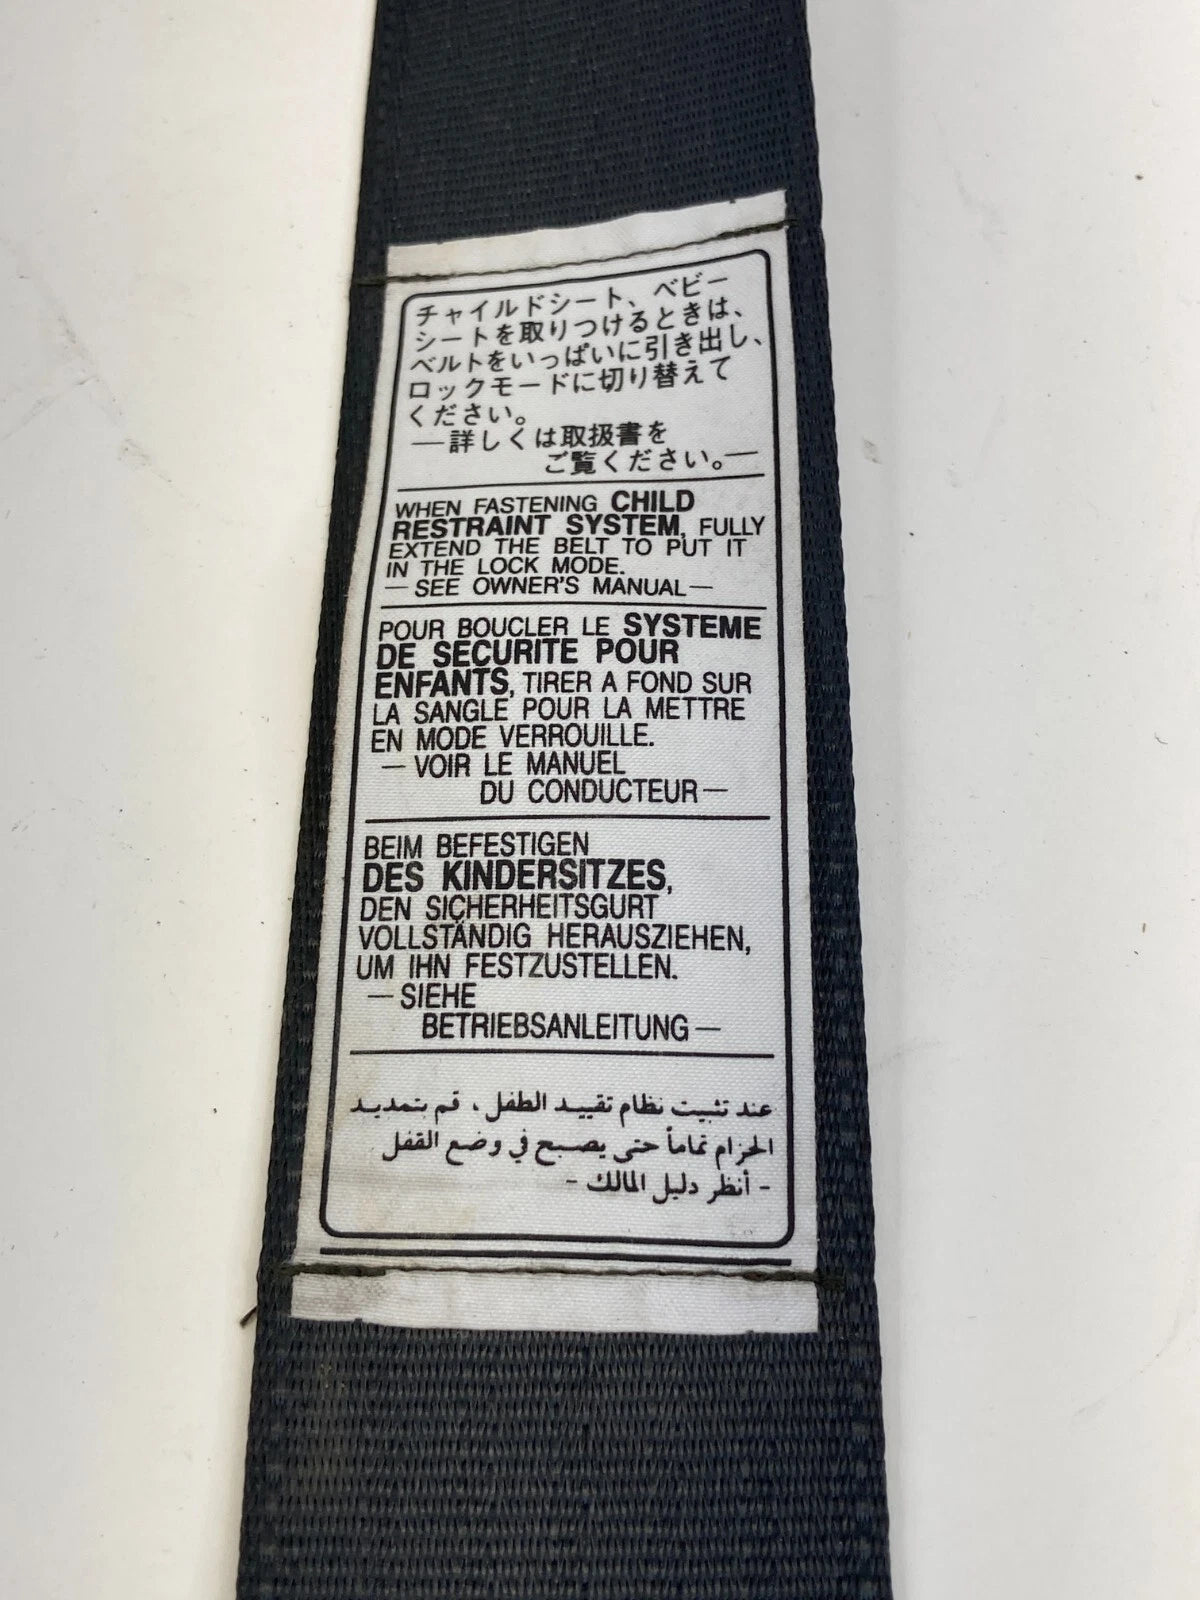 チャイルドシート、ベビー
シートを取りつけるときは、
ベルトをいっぱいに引き出し、
ロックモードに切り替えて
ください。
—詳しくは取扱書を
ご覧ください。—
WHEN FASTENING CHILD
RESTRAINT SYSTEM, FULLY
EXTEND THE BELT TO PUT IT
IN THE LOCK MODE.
— SEE OWNER'S MANUAL —
POUR BOUCLER LE SYSTEME
DE SECURITE POUR
ENFANTS, TIRER A FOND SUR
LA SANGLE POUR LA METTRE
EN MODE VERROUILLE.
— VOIR LE MANUEL
DU CONDUCTEUR —
BEIM BEFESTIGEN
DES KINDERSITZES,
DEN SICHERHEITSGURT
VOLLSTÄNDIG HERAUSZIEHEN,
UM IHN FESTZUSTELLEN.
— SIEHE
BETRIEBSANLEITUNG —
عند تثبيت نظام تقييد الطفل ، قم بتمديد
الحزام تماماً حتى يصبح في وضع القفل
- أنظر دليل المالك -